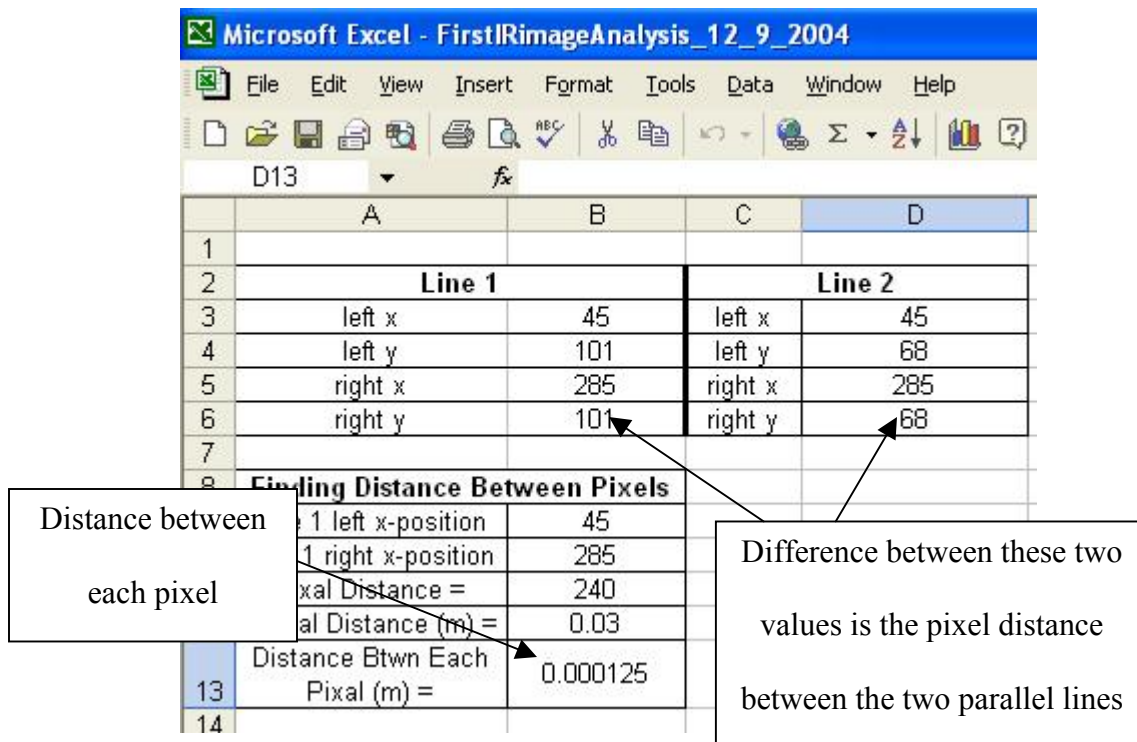 Microsoft Excel - FirstIRimageAnalysis_12_9_2004
File Edit View Insert Format Tools Data Window Help
ABC Σ A Z ?
D13 fx
A B C D
1
2 Line 1 Line 2
3 left x 45 left x 45
4 left y 101 left y 68
5 right x 285 right x 285
6 right y 101 right y 68
7
8 Finding Distance Between Pixels
1 left x-position 45
1 right x-position 285
xal Distance = 240
al Distance (m) = 0.03
Distance Btwn Each
Pixal (m) =
13 0.000125
14
Distance between
each pixel
Difference between these two
values is the pixel distance
between the two parallel lines